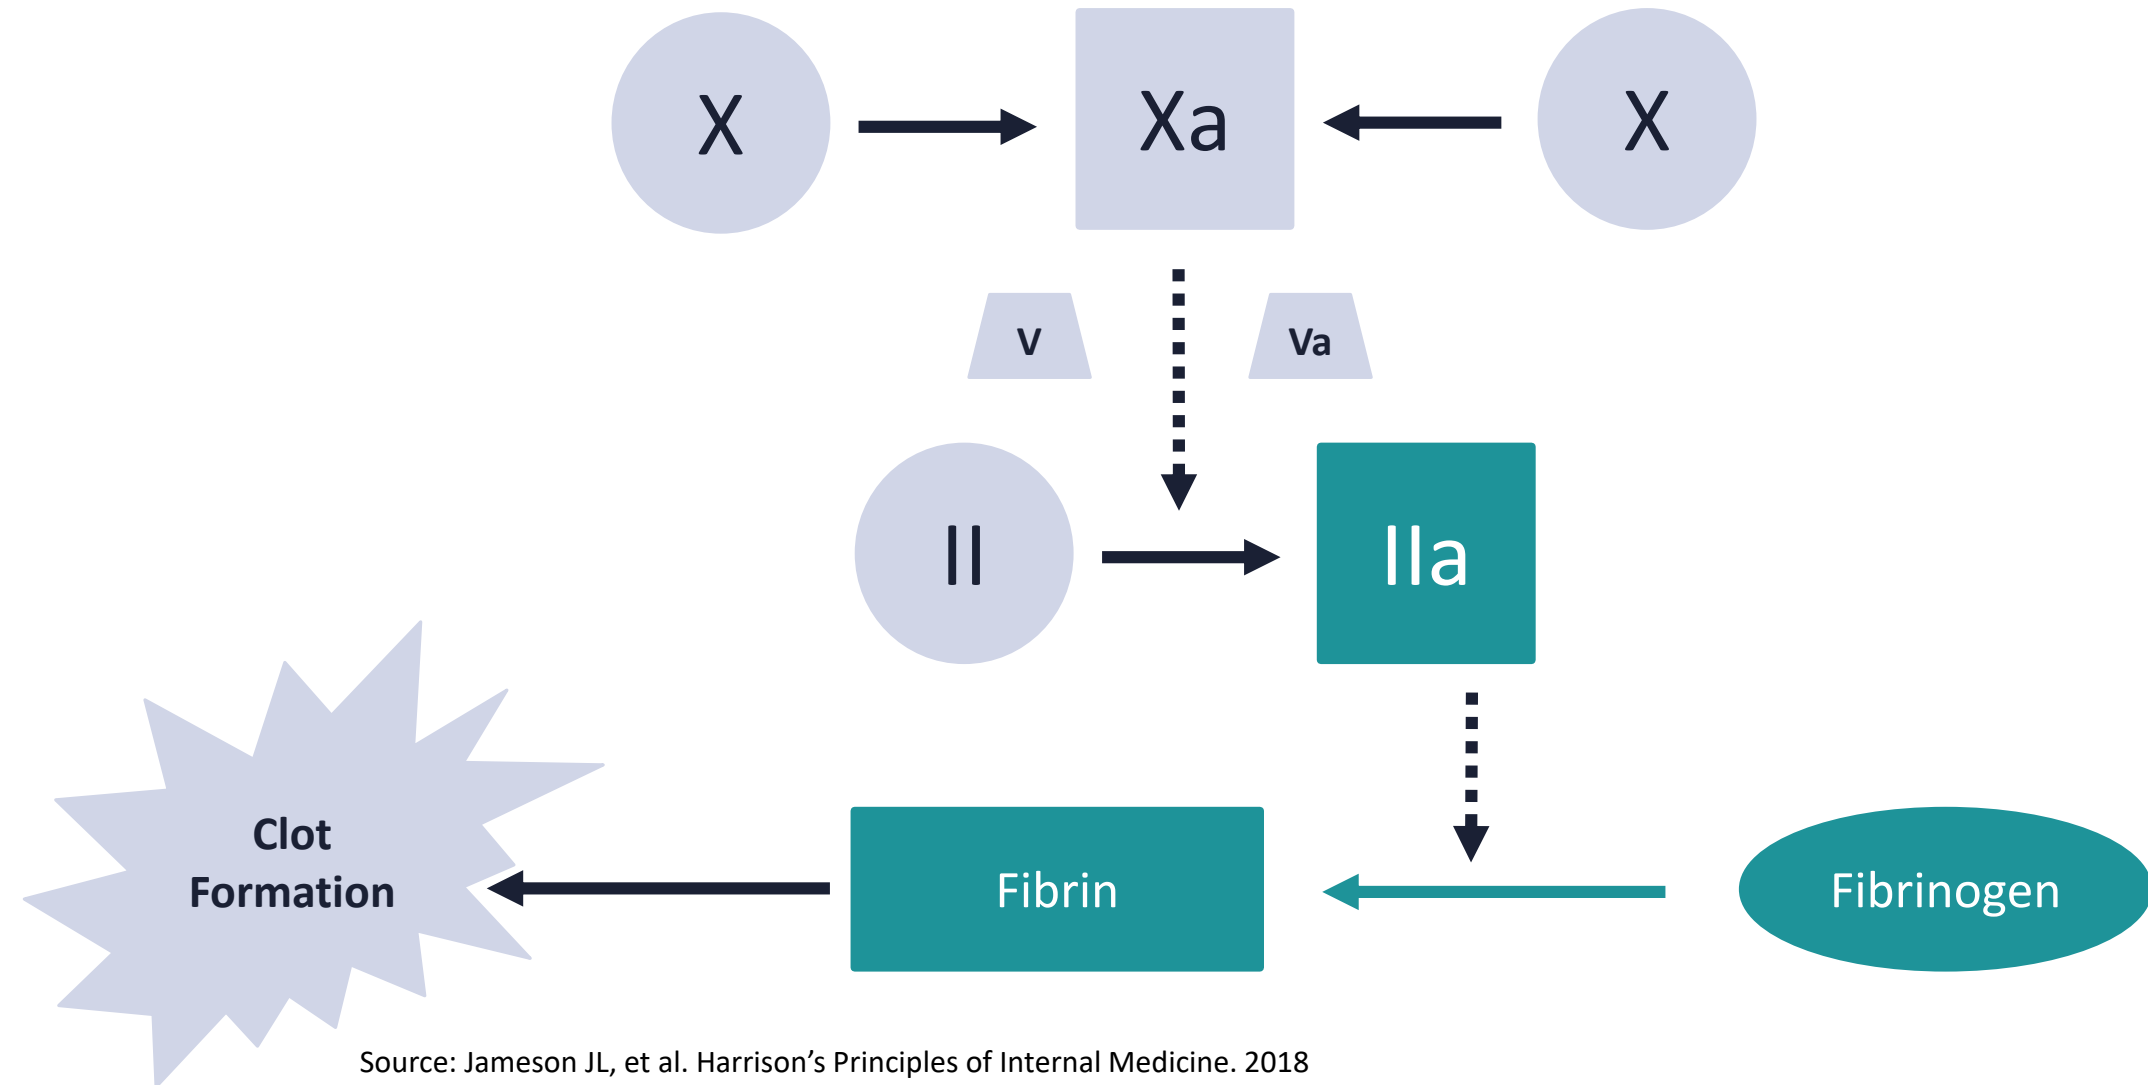 X
Xa
X
V
Va
II
IIa
Clot
Formation
Fibrin
Fibrinogen
Source: Jameson JL, et al. Harrison’s Principles of Internal Medicine. 2018